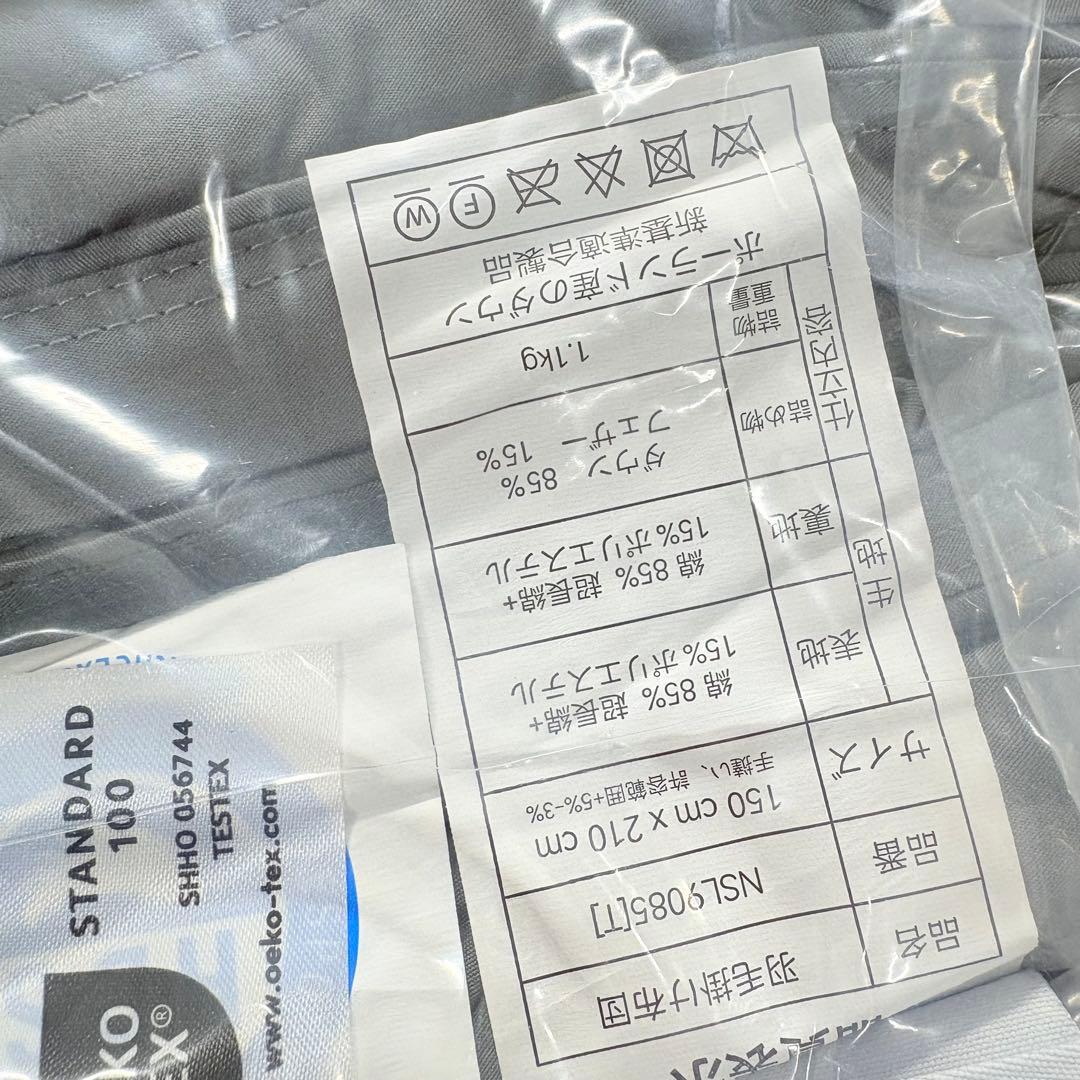 品名 羽毛掛け布団
品番 NSL9085[T]
サイズ 150 cm x 210 cm
手縫い、許容範囲+5%-3%
生地 表地 綿 85% 超長綿+
15% ポリエステル
裏地 綿 85% 超長綿+
15% ポリエステル
仕立内容 詰め物 ダウン 85%
フェザー 15%
詰物
重量 1.1kg
ポーランド産のダウン
新基準適合製品
W F
STANDARD
100
SHHO 056744
TESTEX
www.oeko-tex.com